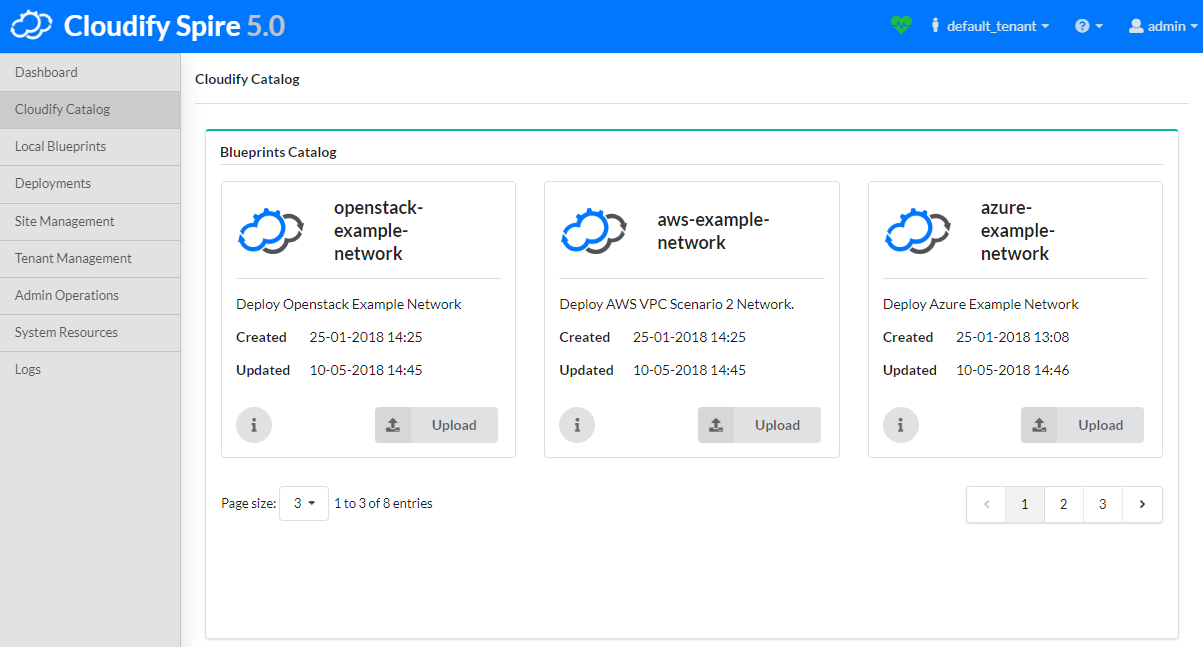 Cloudify Spire 5.0
default_tenant
admin
Dashboard
Cloudify Catalog
Local Blueprints
Deployments
Site Management
Tenant Management
Admin Operations
System Resources
Logs
Cloudify Catalog
Blueprints Catalog
openstack-
example-
network
Deploy Openstack Example Network
Created 25-01-2018 14:25
Updated 10-05-2018 14:45
Upload
aws-example-
network
Deploy AWS VPC Scenario 2 Network.
Created 25-01-2018 14:25
Updated 10-05-2018 14:45
Upload
azure-
example-
network
Deploy Azure Example Network
Created 25-01-2018 13:08
Updated 10-05-2018 14:46
Upload
Page size: 3 1 to 3 of 8 entries
1 2 3